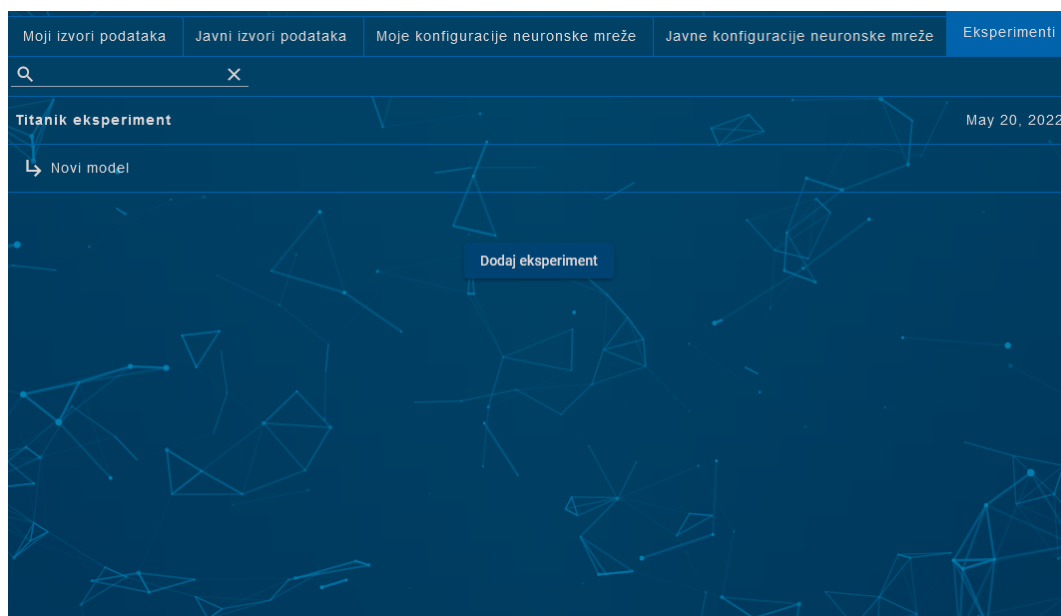 Moji izvori podataka Javni izvori podataka Moje konfiguracije neuronske mreže Javne konfiguracije neuronske mreže Eksperimenti
Titanik eksperiment May 20, 2022
Novi model
Dodaj eksperiment